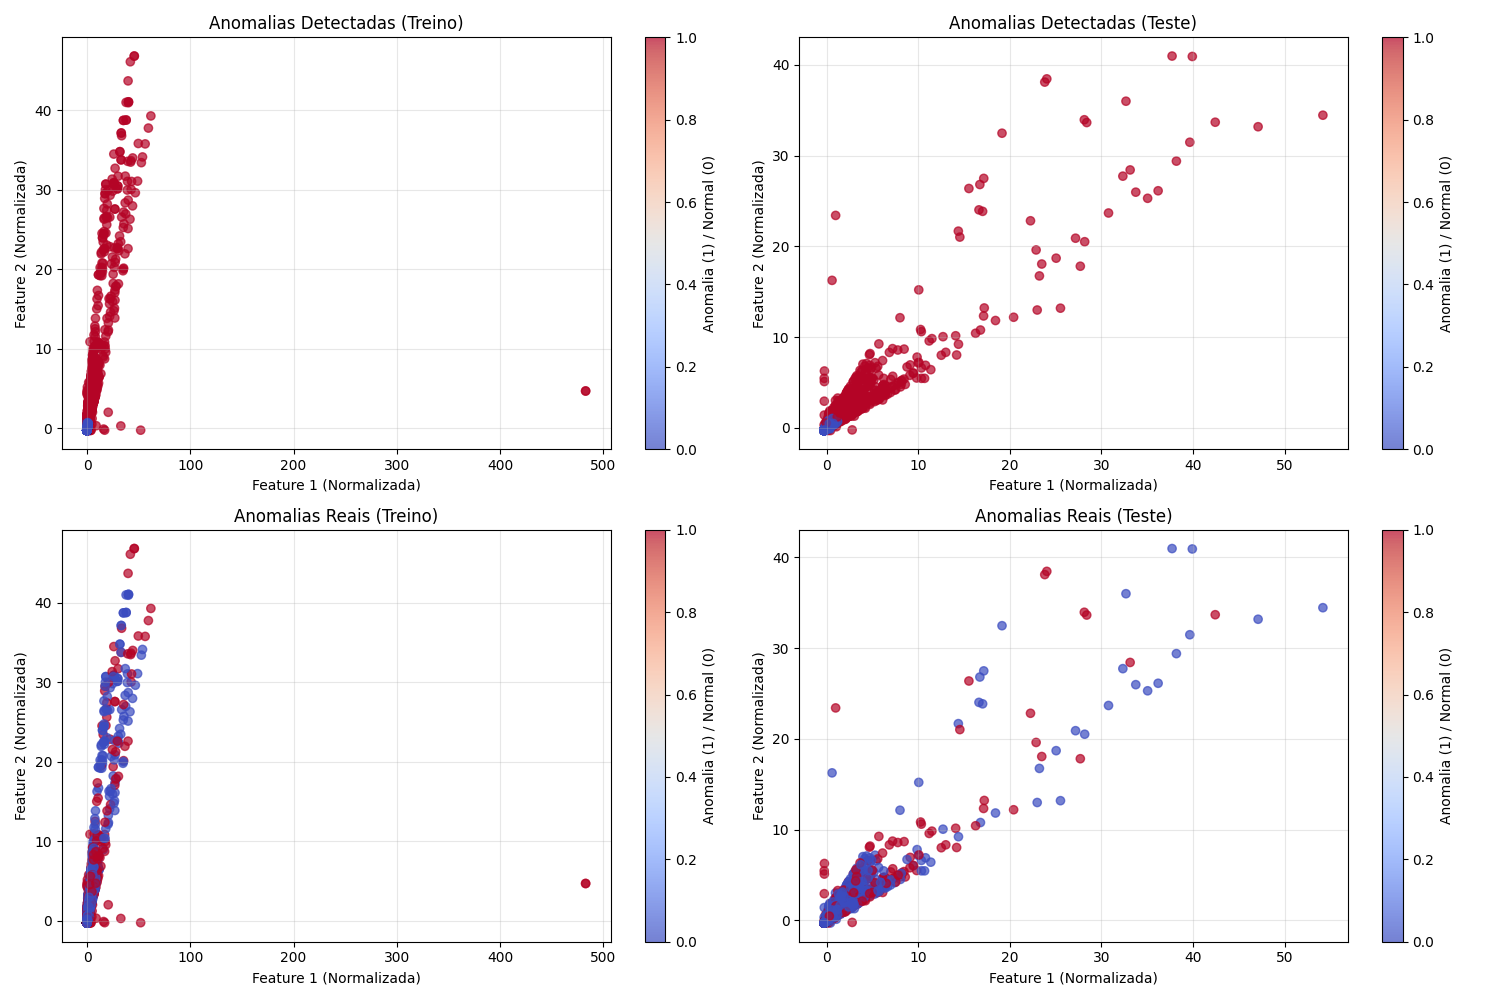 Anomalias Detectadas (Treino)
Feature 2 (Normalizada)
40
30
20
10
0
0 100 200 300 400 500
Feature 1 (Normalizada)
1.0
0.8
0.6
0.4
0.2
0.0
Anomalia (1) / Normal (0)
Anomalias Detectadas (Teste)
Feature 2 (Normalizada)
40
30
20
10
0
0 10 20 30 40 50
Feature 1 (Normalizada)
1.0
0.8
0.6
0.4
0.2
0.0
Anomalia (1) / Normal (0)
Anomalias Reais (Treino)
Feature 2 (Normalizada)
40
30
20
10
0
0 100 200 300 400 500
Feature 1 (Normalizada)
1.0
0.8
0.6
0.4
0.2
0.0
Anomalia (1) / Normal (0)
Anomalias Reais (Teste)
Feature 2 (Normalizada)
40
30
20
10
0
0 10 20 30 40 50
Feature 1 (Normalizada)
1.0
0.8
0.6
0.4
0.2
0.0
Anomalia (1) / Normal (0)